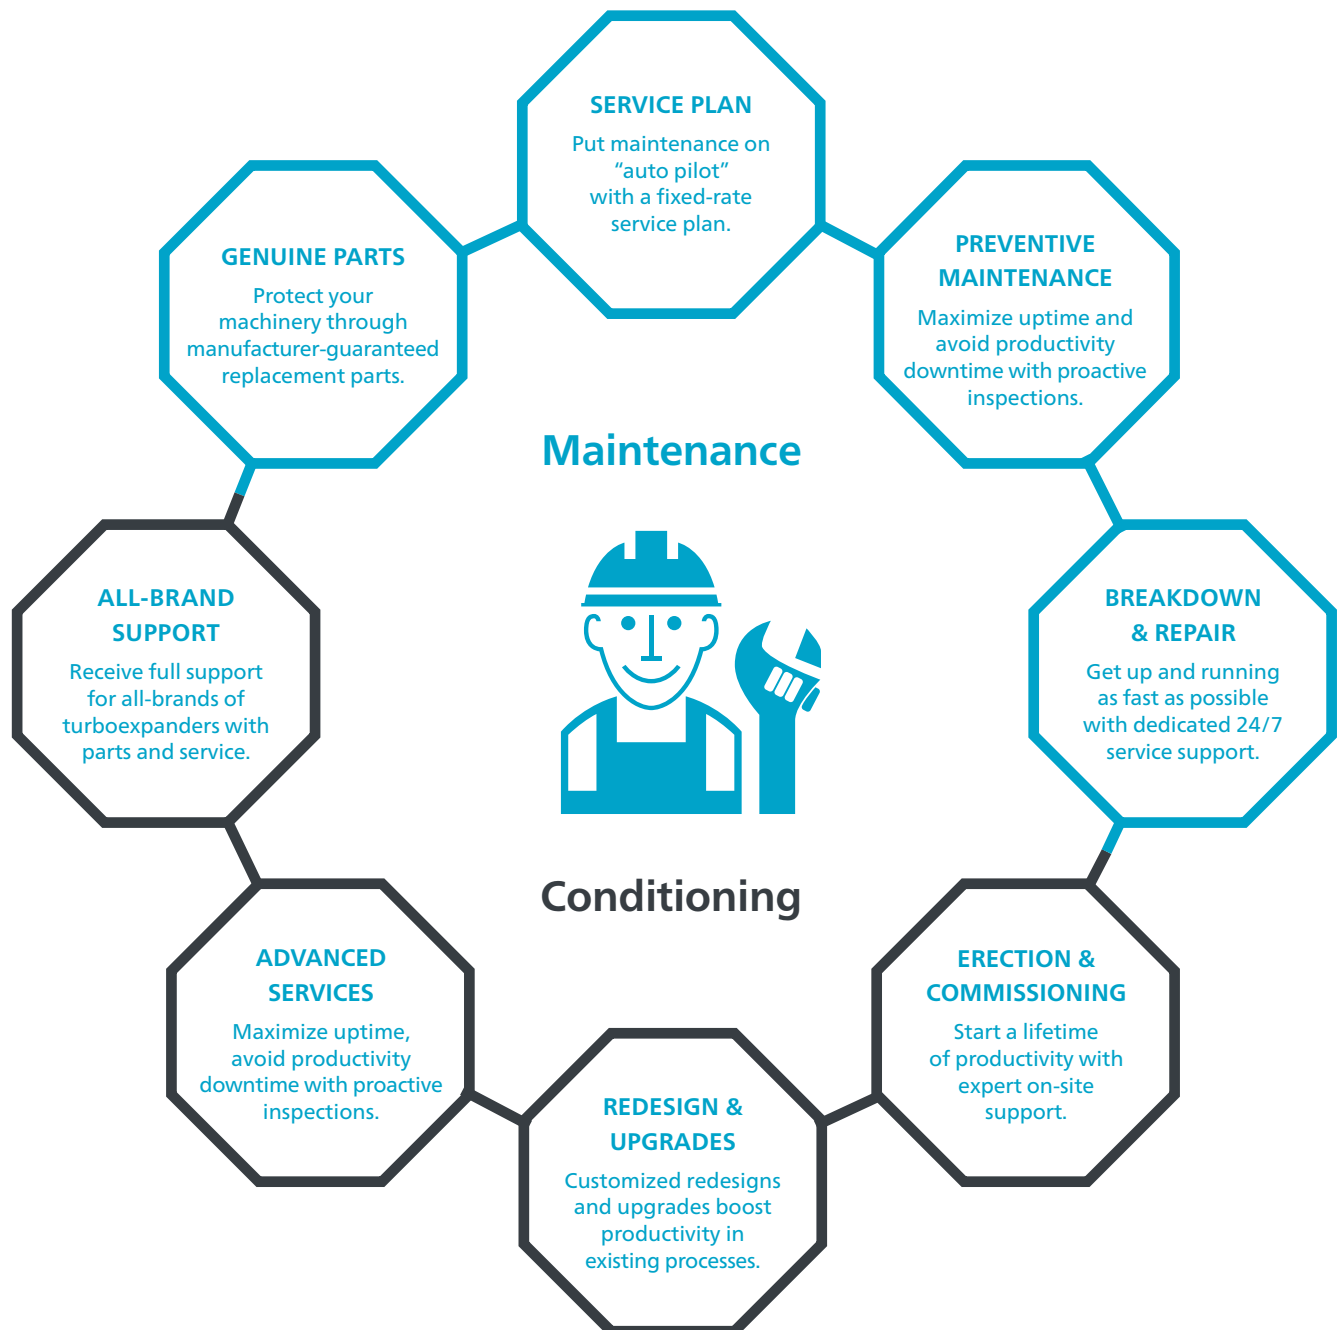 SERVICE PLAN
Put maintenance on
“auto pilot”
with a fixed-rate
service plan.
GENUINE PARTS
Protect your
machinery through
manufacturer-guaranteed
replacement parts.
PREVENTIVE
MAINTENANCE
Maximize uptime and
avoid productivity
downtime with proactive
inspections.
Maintenance
ALL-BRAND
SUPPORT
Receive full support
for all-brands of
turboexpanders with
parts and service.
BREAKDOWN
& REPAIR
Get up and running
as fast as possible
with dedicated 24/7
service support.
Conditioning
ADVANCED
SERVICES
Maximize uptime,
avoid productivity
downtime with proactive
inspections.
ERECTION &
COMMISSIONING
Start a lifetime
of productivity with
expert on-site
support.
REDESIGN &
UPGRADES
Customized redesigns
and upgrades boost
productivity in
existing processes.